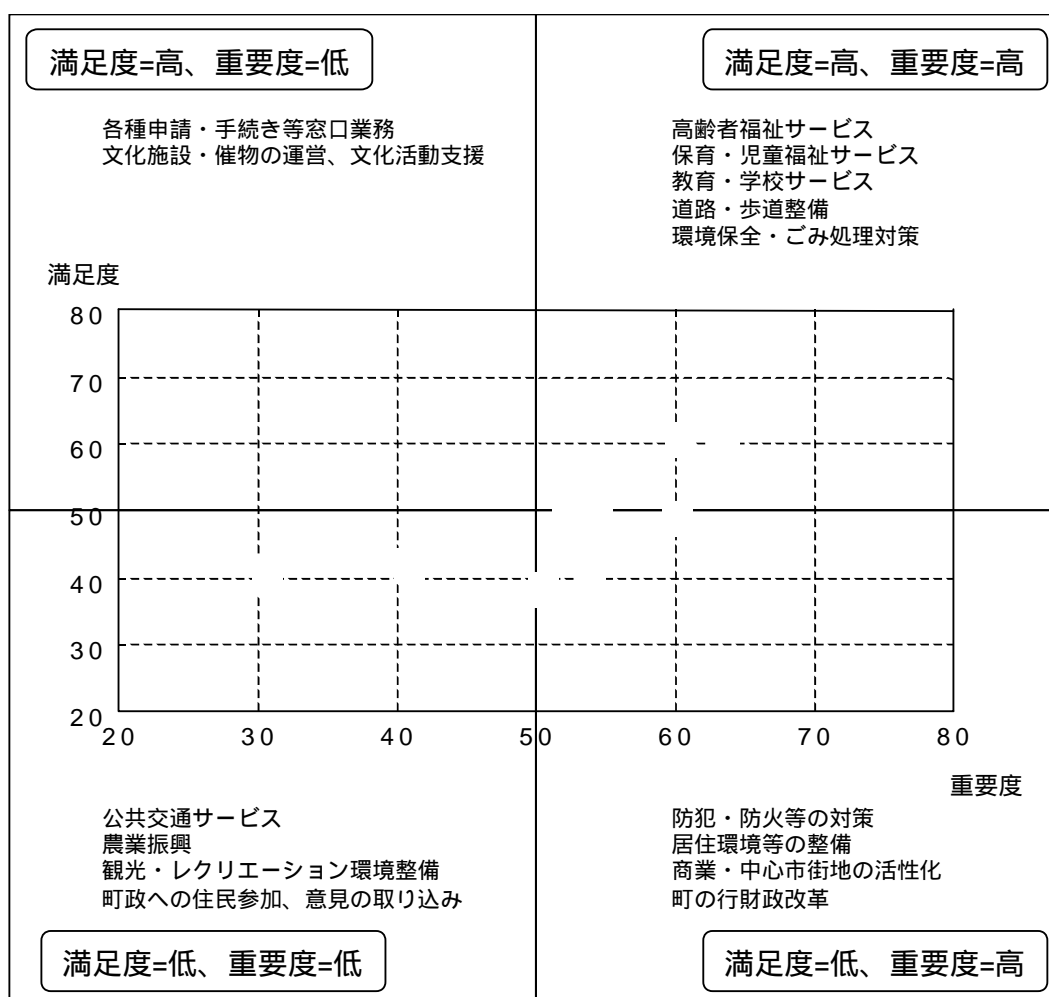 満足度=高、重要度=低
満足度=高、重要度=高
各種申請・手続き等窓口業務
文化施設・催物の運営、文化活動支援
高齢者福祉サービス
保育・児童福祉サービス
教育・学校サービス
道路・歩道整備
環境保全・ごみ処理対策
満足度
80
70
60
50
40
30
20
20 30 40 50 60 70 80
重要度
公共交通サービス
農業振興
観光・レクリエーション環境整備
町政への住民参加、意見の取り込み
防犯・防火等の対策
居住環境等の整備
商業・中心市街地の活性化
町の行財政改革
満足度=低、重要度=低
満足度=低、重要度=高